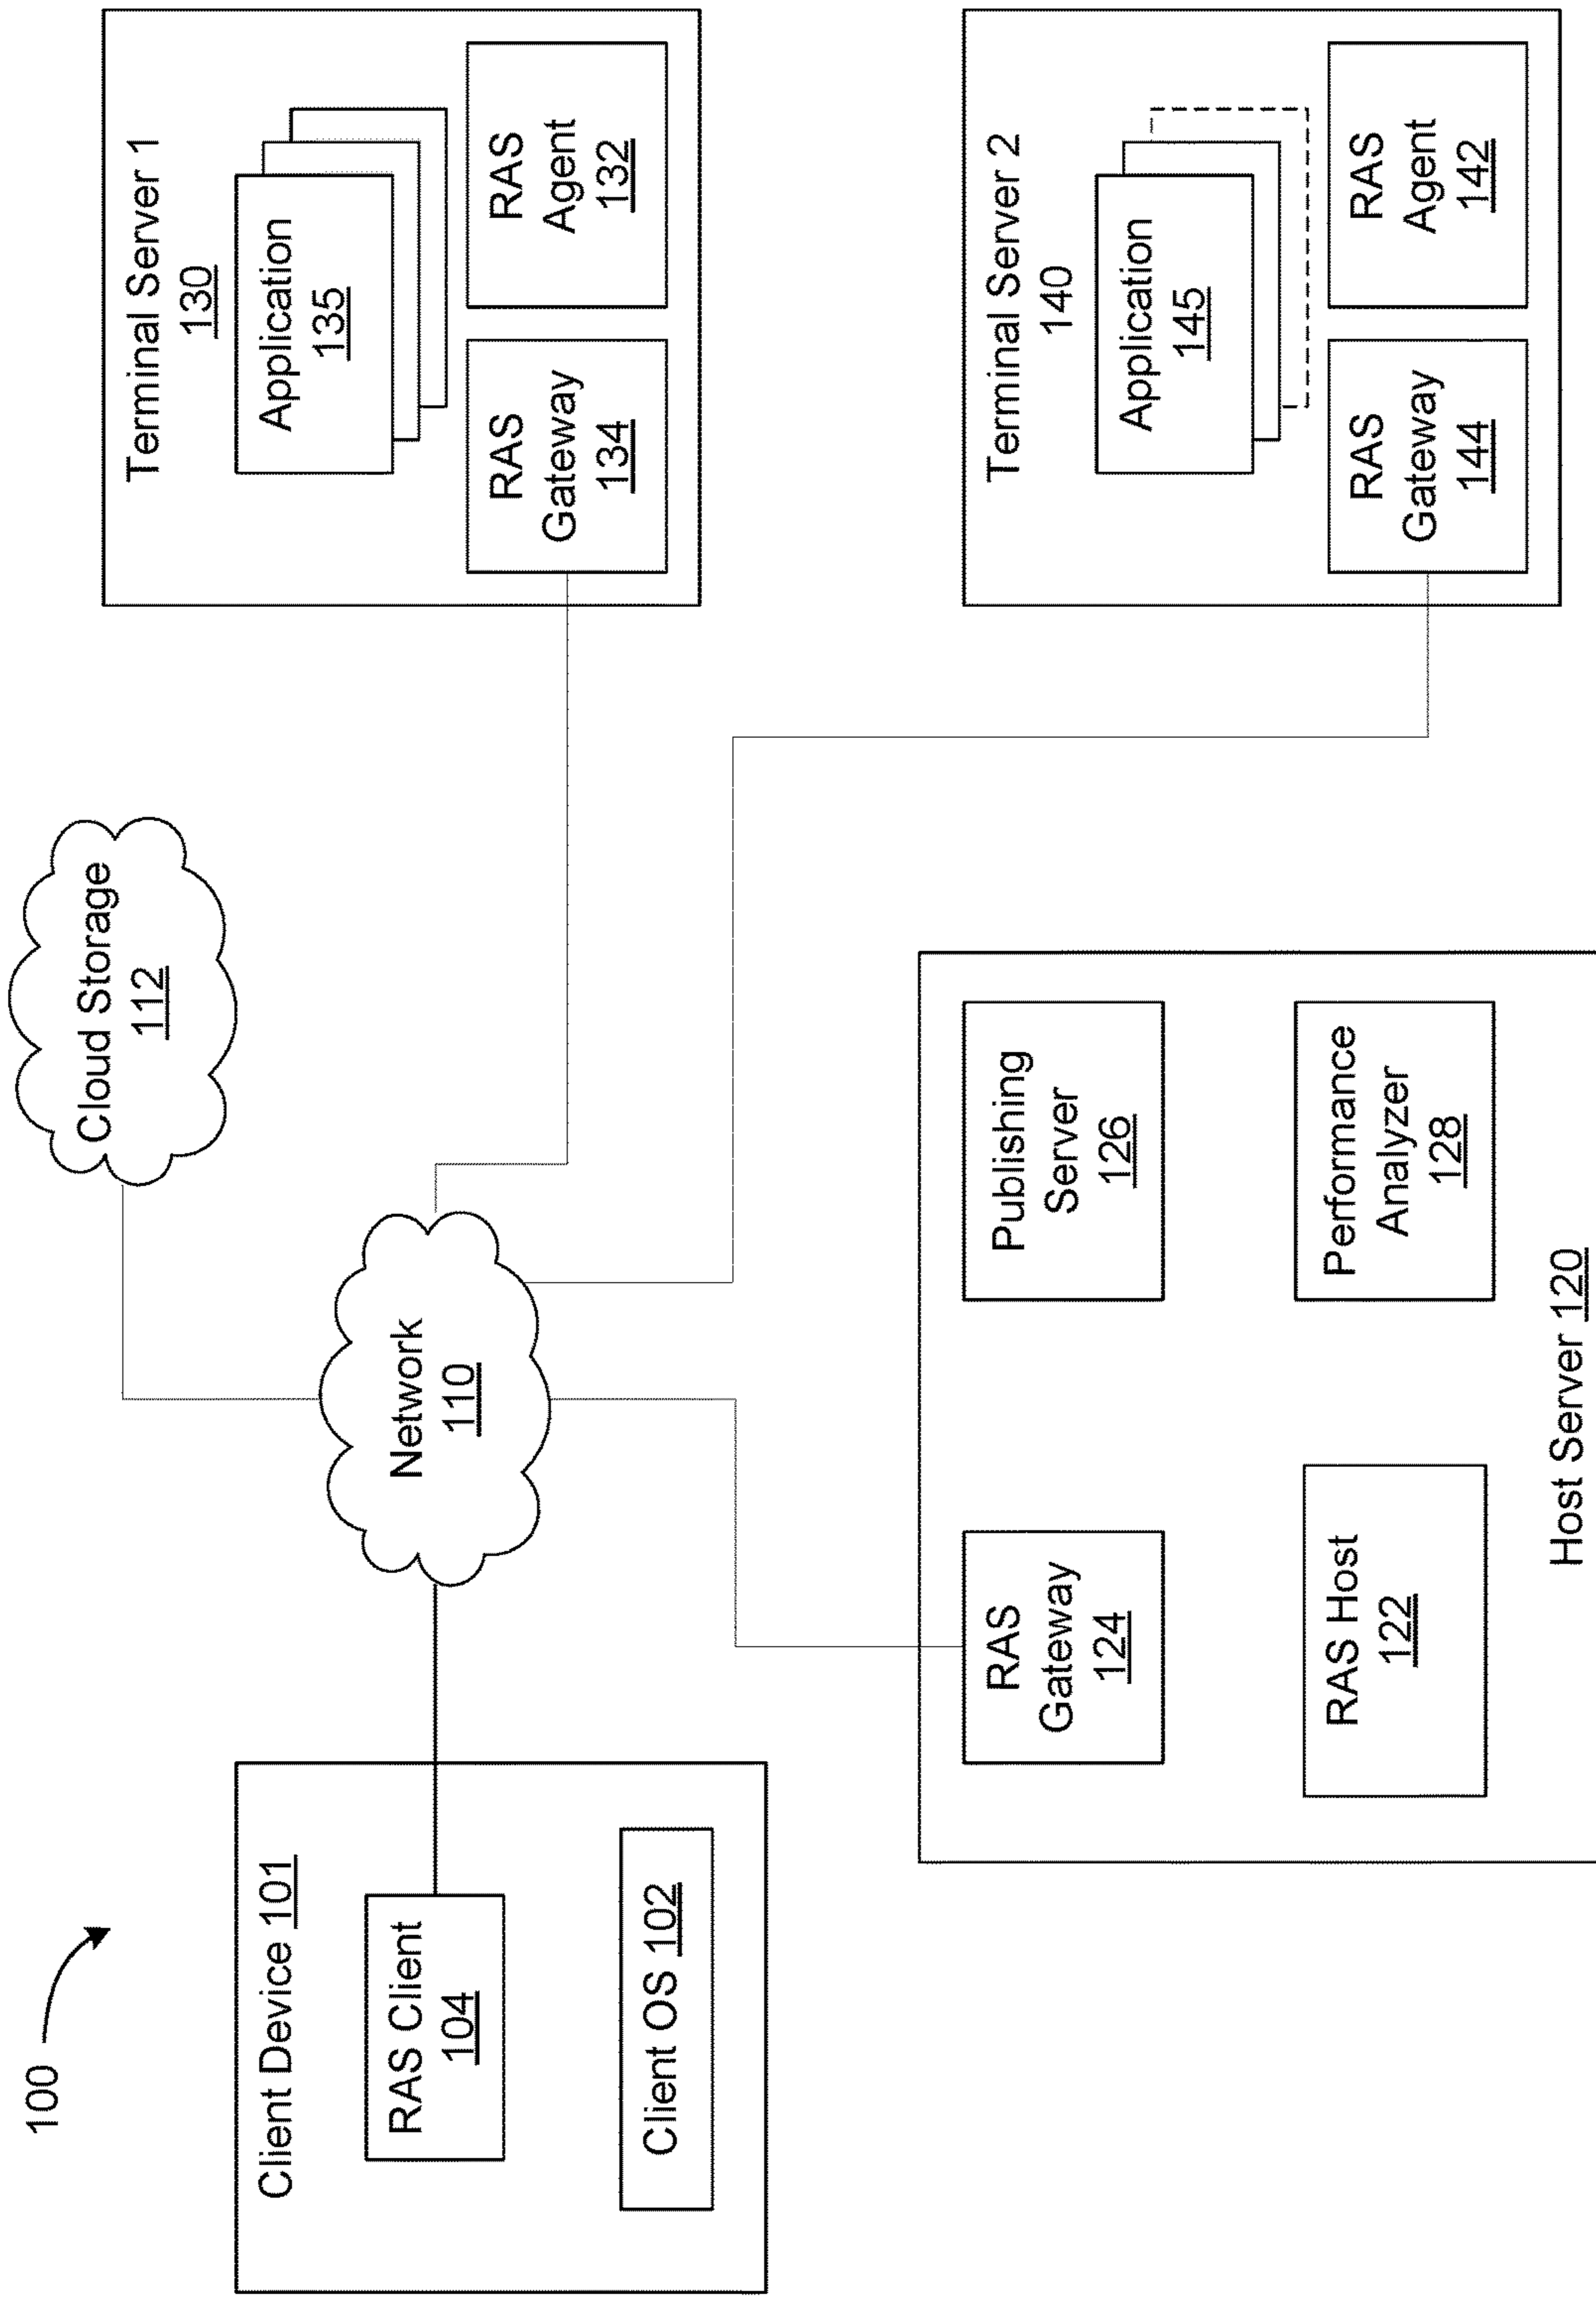 100
Client Device 101
RAS Client
104
Client OS 102
Network
110
Cloud Storage
112
Terminal Server 1
130
Application
135
RAS
Gateway
134
RAS
Agent
132
Terminal Server 2
140
Application
145
RAS
Gateway
144
RAS
Agent
142
RAS
Gateway
124
Publishing
Server
126
RAS Host
122
Performance
Analyzer
128
Host Server 120